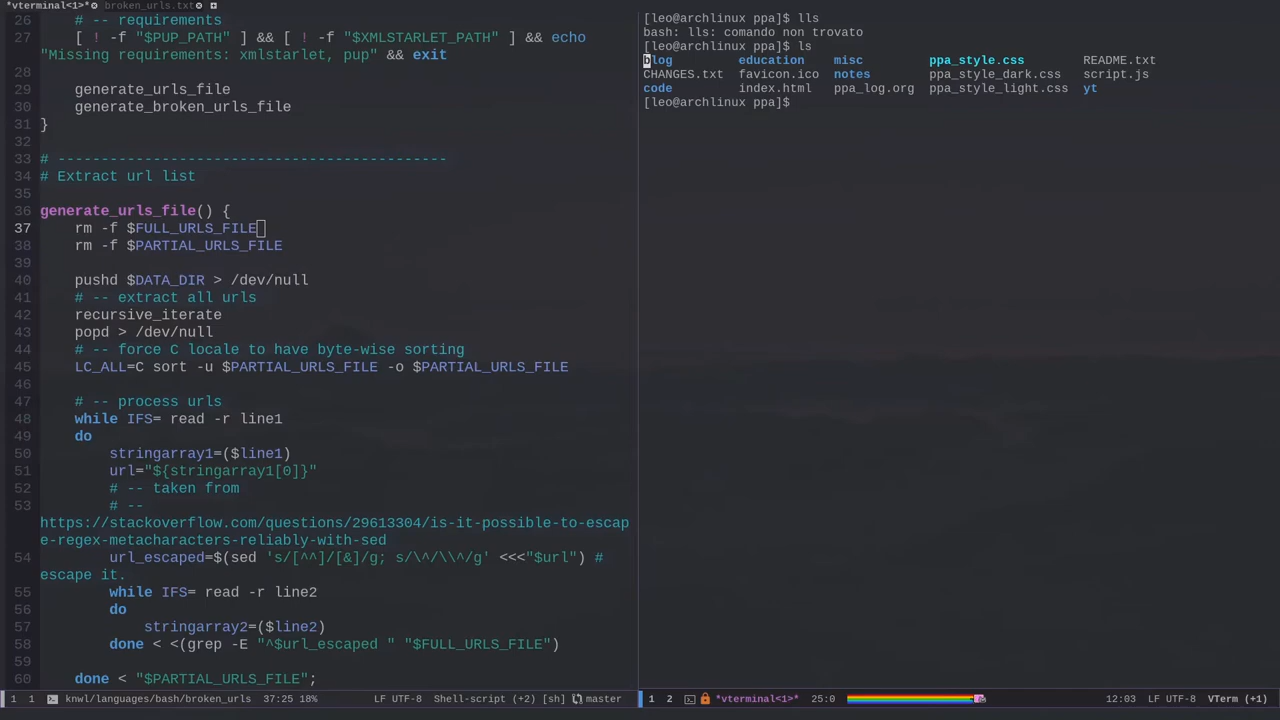 *vterminal<1>* broken_urls.txt
26 # -- requirements
27 [ ! -f "$PUP_PATH" ] && [ ! -f "$XMLSTARLET_PATH" ] && echo
"Missing requirements: xmlstarlet, pup" && exit
28
29 generate_urls_file
30 generate_broken_urls_file
31 }
32
33 # ---------------------------------------------
34 # Extract url list
35
36 generate_urls_file() {
37 rm -f $FULL_URLS_FILE
38 rm -f $PARTIAL_URLS_FILE
39
40 pushd $DATA_DIR > /dev/null
41 # -- extract all urls
42 recursive_iterate
43 popd > /dev/null
44 # -- force C locale to have byte-wise sorting
45 LC_ALL=C sort -u $PARTIAL_URLS_FILE -o $PARTIAL_URLS_FILE
46
47 # -- process urls
48 while IFS= read -r line1
49 do
50 stringarray1=($line1)
51 url="${stringarray1[0]}"
52 # -- taken from
53 # --
https://stackoverflow.com/questions/29613304/is-it-possible-to-escap
e-regex-metacharacters-reliably-with-sed
54 url_escaped=$(sed 's/[^^]/[&]/g; s/\^/\\^/g' <<<"$url") #
escape it.
55 while IFS= read -r line2
56 do
57 stringarray2=($line2)
58 done < <(grep -E "^$url_escaped " "$FULL_URLS_FILE")
59
60 done < "$PARTIAL_URLS_FILE";
1 1 knwl/languages/bash/broken_urls 37:25 18% LF UTF-8 Shell-script (+2) [sh] master
[leo@archlinux ppa]$ lls
bash: lls: comando non trovato
[leo@archlinux ppa]$ ls
blog education misc ppa_style.css README.txt
CHANGES.txt favicon.ico notes ppa_style_dark.css script.js
code index.html ppa_log.org ppa_style_light.css yt
[leo@archlinux ppa]$
1 2 *vterminal<1>* 25:0 12:03 LF UTF-8 VTerm (+1)